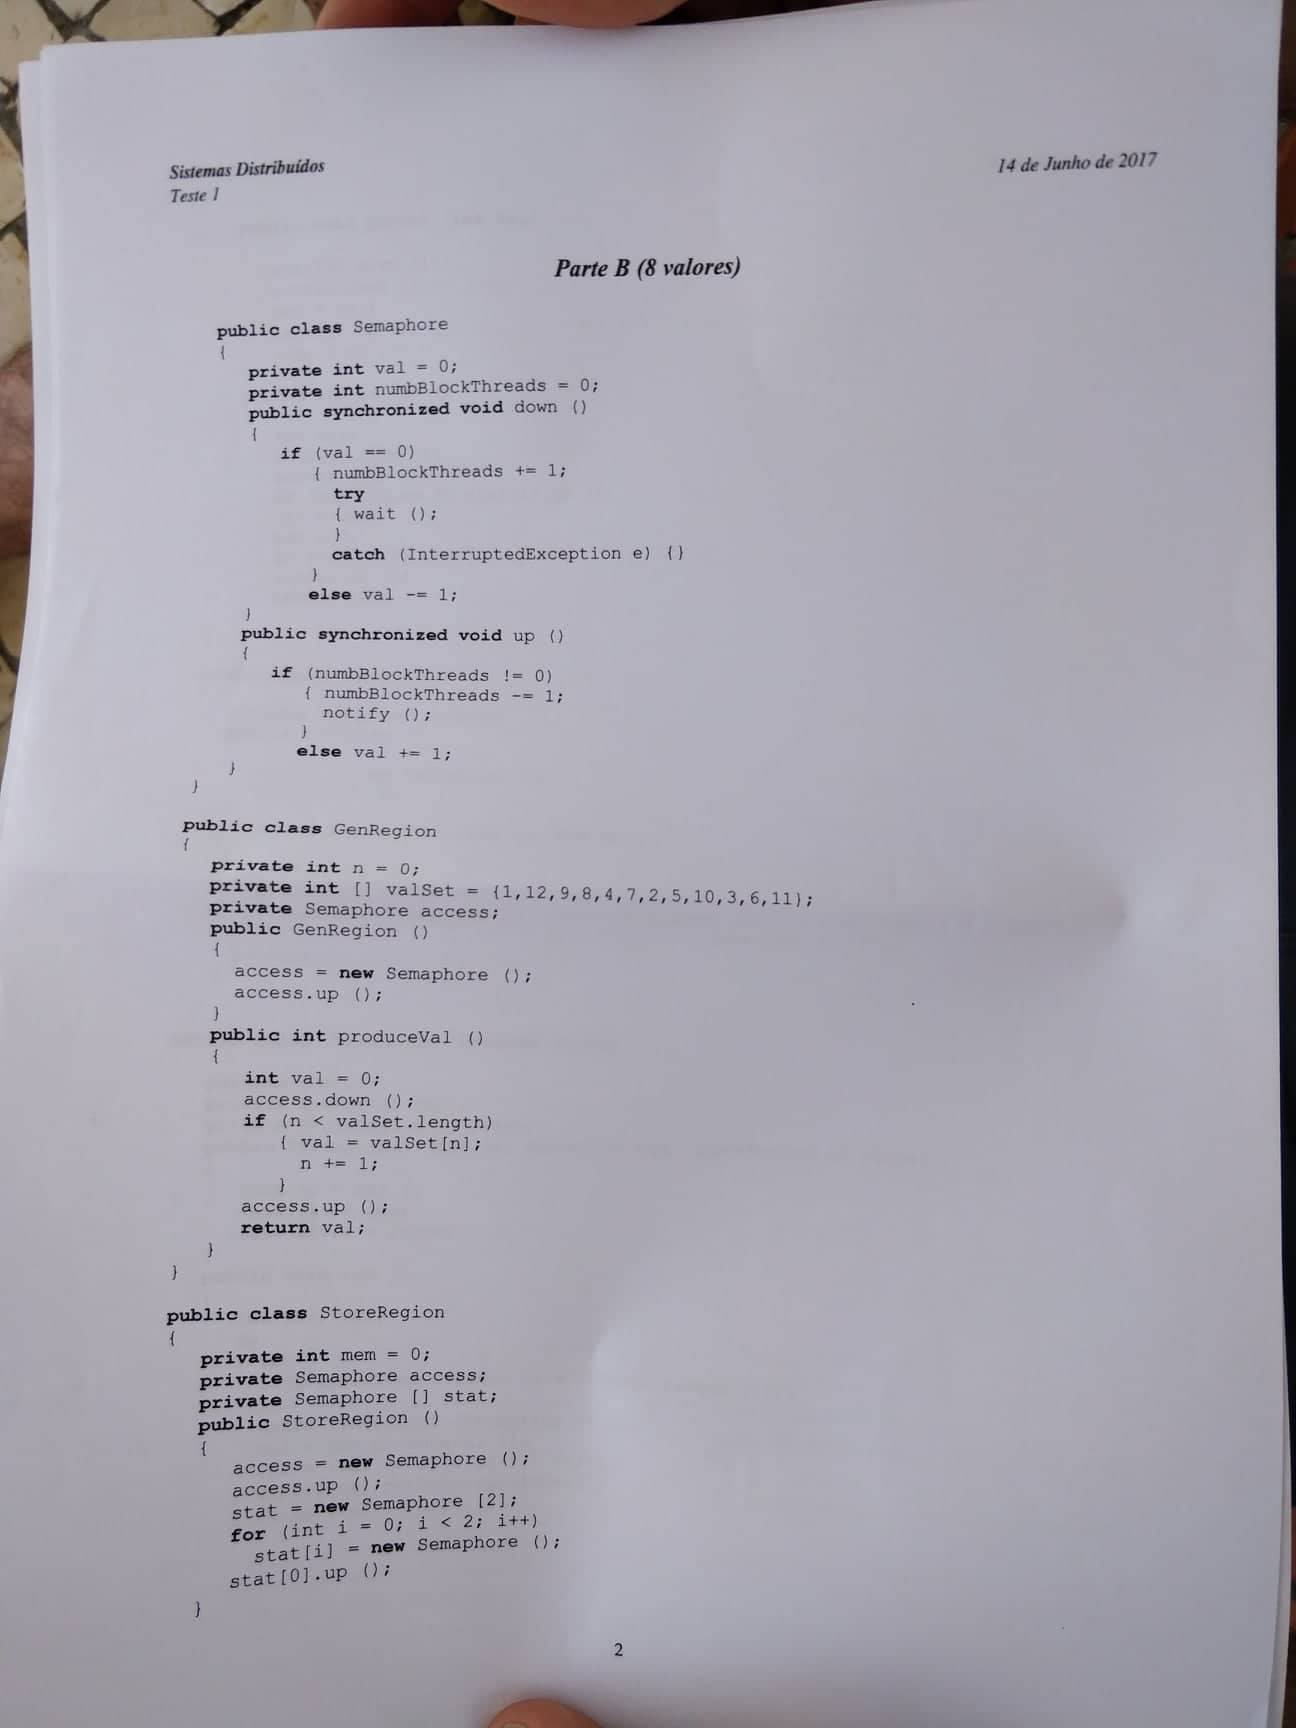 Sistemas Distribuídos
14 de Junho de 2017
Teste 1
Parte B (8 valores)
public class Semaphore
{
private int val = 0;
private int numbBlockThreads = 0;
public synchronized void down ()
{
if (val == 0)
{ numbBlockThreads += 1;
try
{ wait ();
}
catch (InterruptedException e) {}
}
else val -= 1;
}
public synchronized void up ()
{
if (numbBlockThreads != 0)
{ numbBlockThreads -= 1;
notify ();
}
else val += 1;
}
}
public class GenRegion
{
private int n = 0;
private int [] valSet = {1,12,9,8,4,7,2,5,10,3,6,11};
private Semaphore access;
public GenRegion ()
{
access = new Semaphore ();
access.up ();
}
public int produceVal ()
{
int val = 0;
access.down ();
if (n < valSet.length)
{ val = valSet[n];
n += 1;
}
access.up ();
return val;
}
}
public class StoreRegion
{
private int mem = 0;
private Semaphore access;
private Semaphore [] stat;
public StoreRegion ()
{
access = new Semaphore ();
access.up ();
stat = new Semaphore [2];
for (int i = 0; i < 2; i++)
stat[i] = new Semaphore ();
stat[0].up ();
}
2